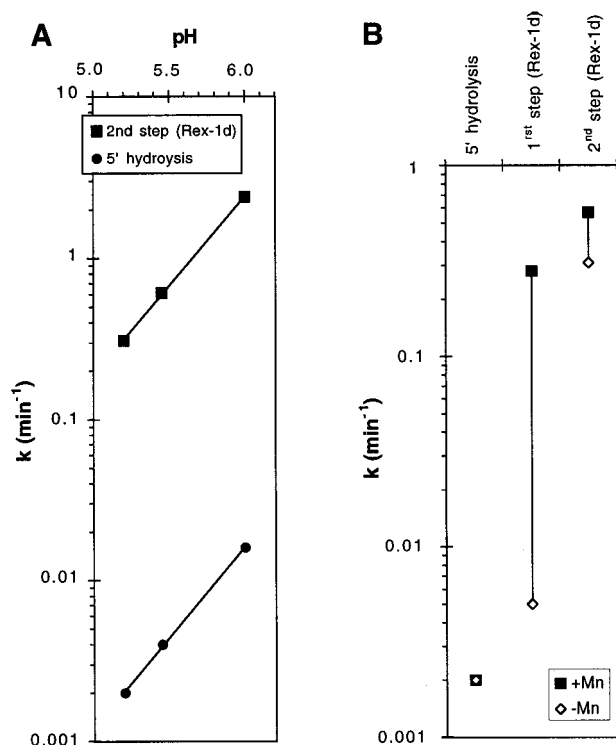 A
pH
5.0
5.5
6.0
10
2nd step (Rex-1d)
5' hydroysis
1
0.1
0.01
0.001
k (min-1)
B
5' hydrolysis
1rst step (Rex-1d)
2nd step (Rex-1d)
1
0.1
0.01
0.001
k (min-1)
+Mn
-Mn